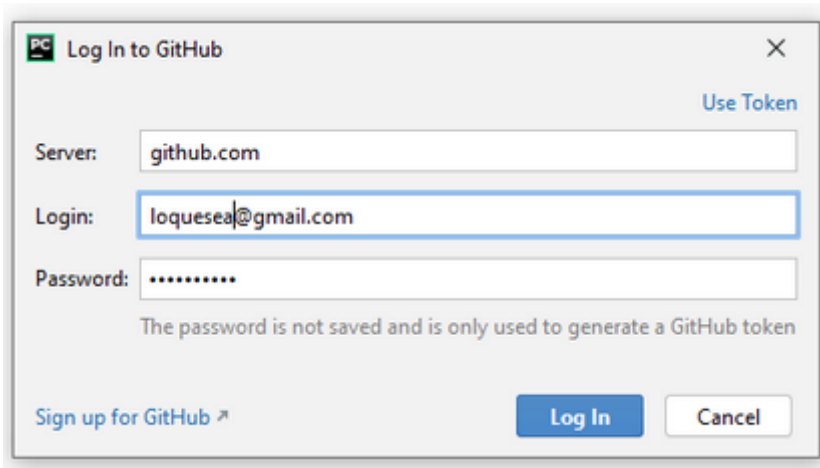 PC Log In to GitHub
Use Token
Server: github.com
Login: loquesea@gmail.com
Password: ••••••••••
The password is not saved and is only used to generate a GitHub token
Sign up for GitHub ↗ Log In Cancel